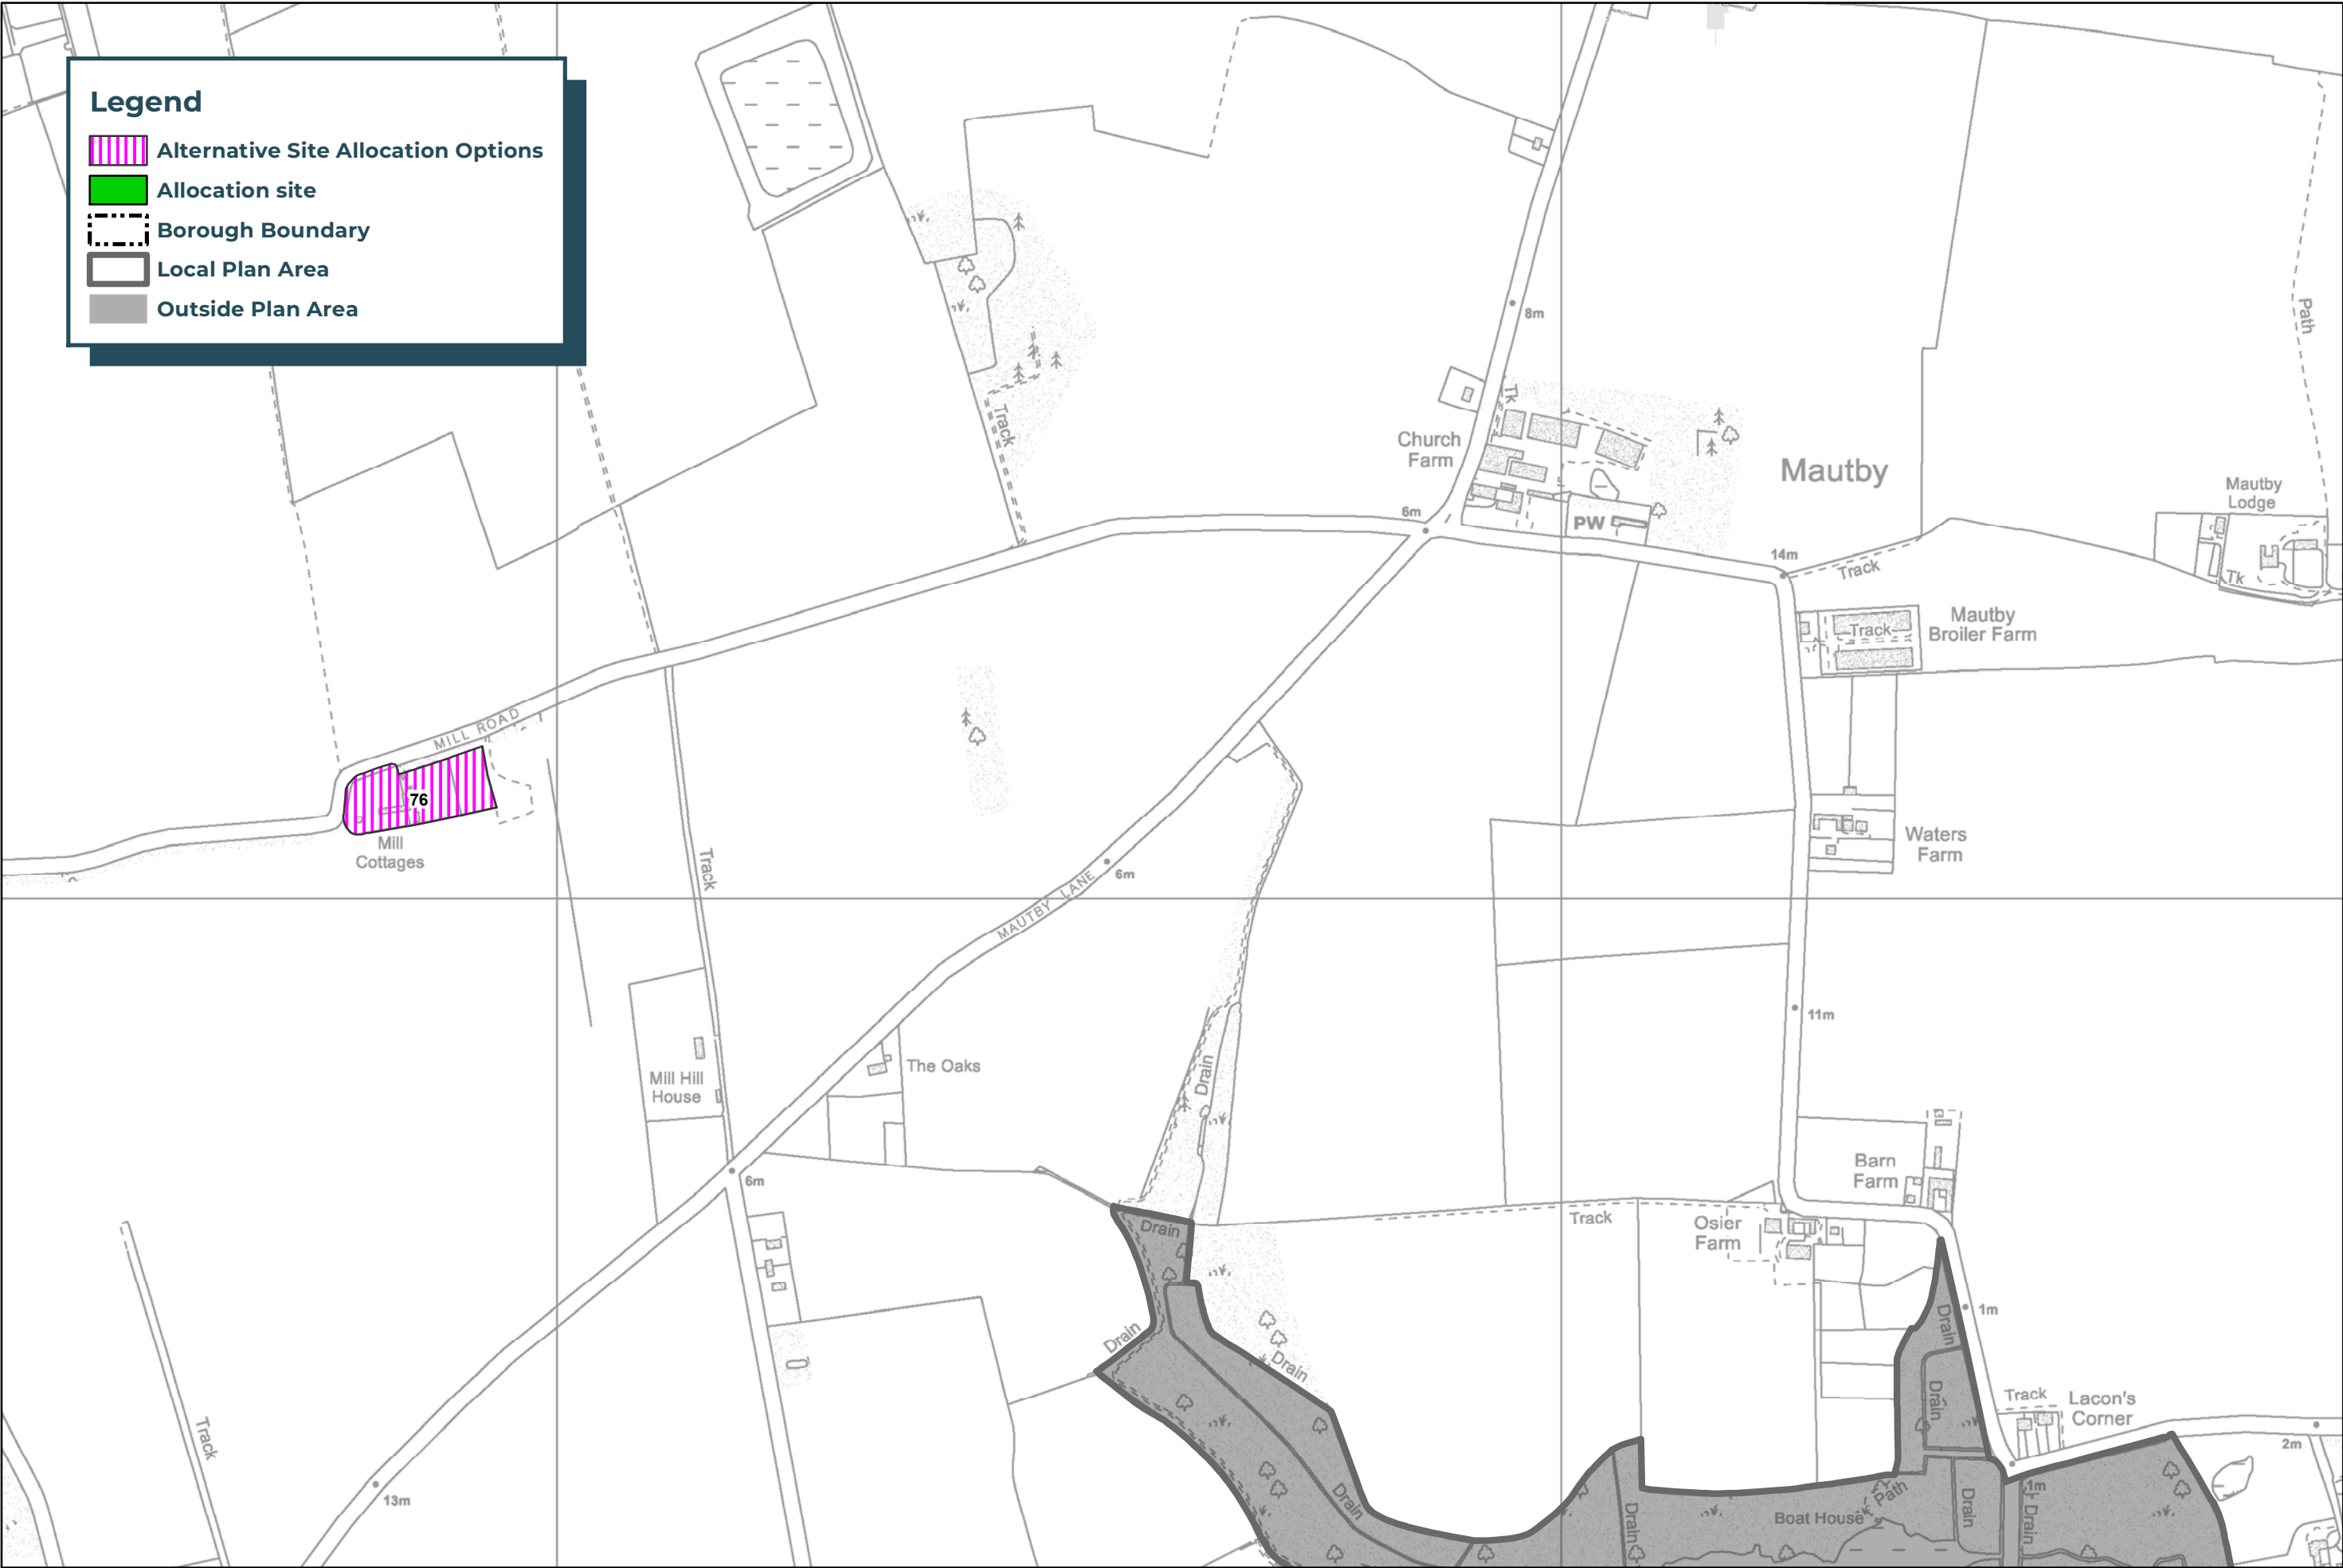 Legend
Alternative Site Allocation Options
Allocation site
Borough Boundary
Local Plan Area
Outside Plan Area
Path
8m
Tk
Track
Church
Farm
Mautby
Mautby
Lodge
6m
PW
14m
Track
Tk
Mautby
Broiler Farm
Track
MILL ROAD
76
Mill
Cottages
Waters
Farm
Track
6m
MAUTBY LANE
11m
The Oaks
Drain
Mill Hill
House
Barn
Farm
6m
Track
Osier
Farm
Drain
1m
Drain
Drain
Drain
Drain
Track
Lacon's
Corner
Track
2m
13m
Drain
Drain
Path
Boat House
Drain
1m
Drain